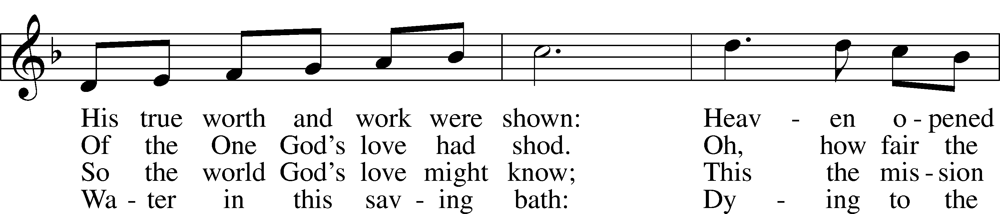 His true worth and work were shown: Heav - en o - pened
Of the One God's love had shod. Oh, how fair the
So the world God's love might know; This the mis - sion
Wa - ter in this sav - ing bath: Dy - ing to the